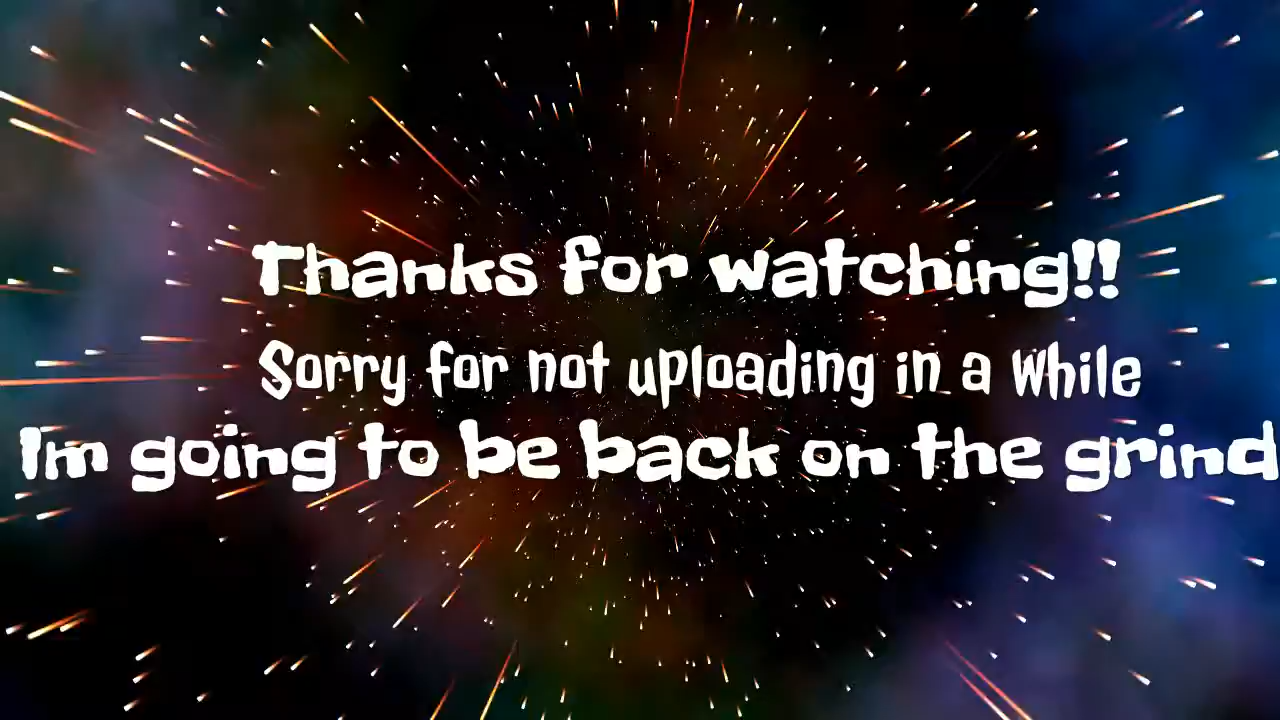 Thanks for watching!!
Sorry for not uploading in a While
Im going to be back on the grind